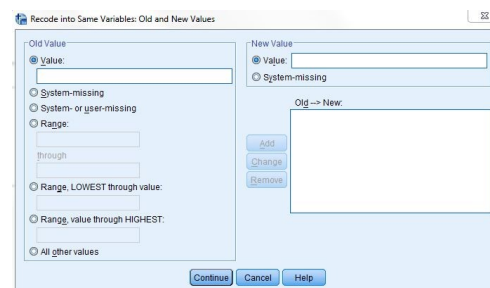 Recode into Same Variables: Old and New Values
Old Value
Value:
System-missing
System- or user-missing
Range:
through
Range, LOWEST through value:
Range, value through HIGHEST:
All other values
New Value
Value:
System-missing
Old --> New:
Add
Change
Remove
Continue
Cancel
Help